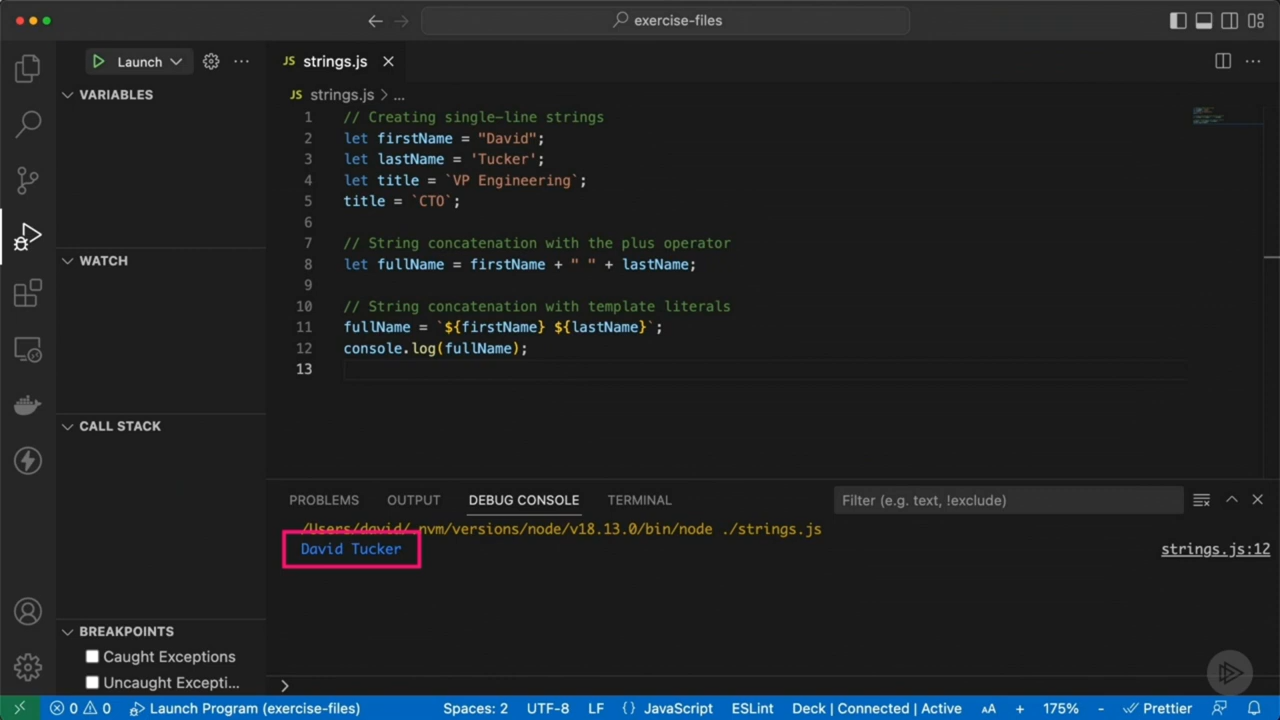 exercise-files
Launch
JS strings.js
VARIABLES
JS strings.js > ...
1 // Creating single-line strings
2 let firstName = "David";
3 let lastName = 'Tucker';
4 let title = `VP Engineering`;
5 title = `CTO`;
6
7 // String concatenation with the plus operator
8 let fullName = firstName + " " + lastName;
9
10 // String concatenation with template literals
11 fullName = `${firstName} ${lastName}`;
12 console.log(fullName);
13
WATCH
CALL STACK
BREAKPOINTS
Caught Exceptions
Uncaught Excepti...
PROBLEMS OUTPUT DEBUG CONSOLE TERMINAL Filter (e.g. text, !exclude)
/Users/david/.nvm/versions/node/v18.13.0/bin/node ./strings.js
David Tucker strings.js:12
>
0 0 Launch Program (exercise-files) Spaces: 2 UTF-8 LF {} JavaScript ESLint Deck | Connected | Active AA + 175% - Prettier